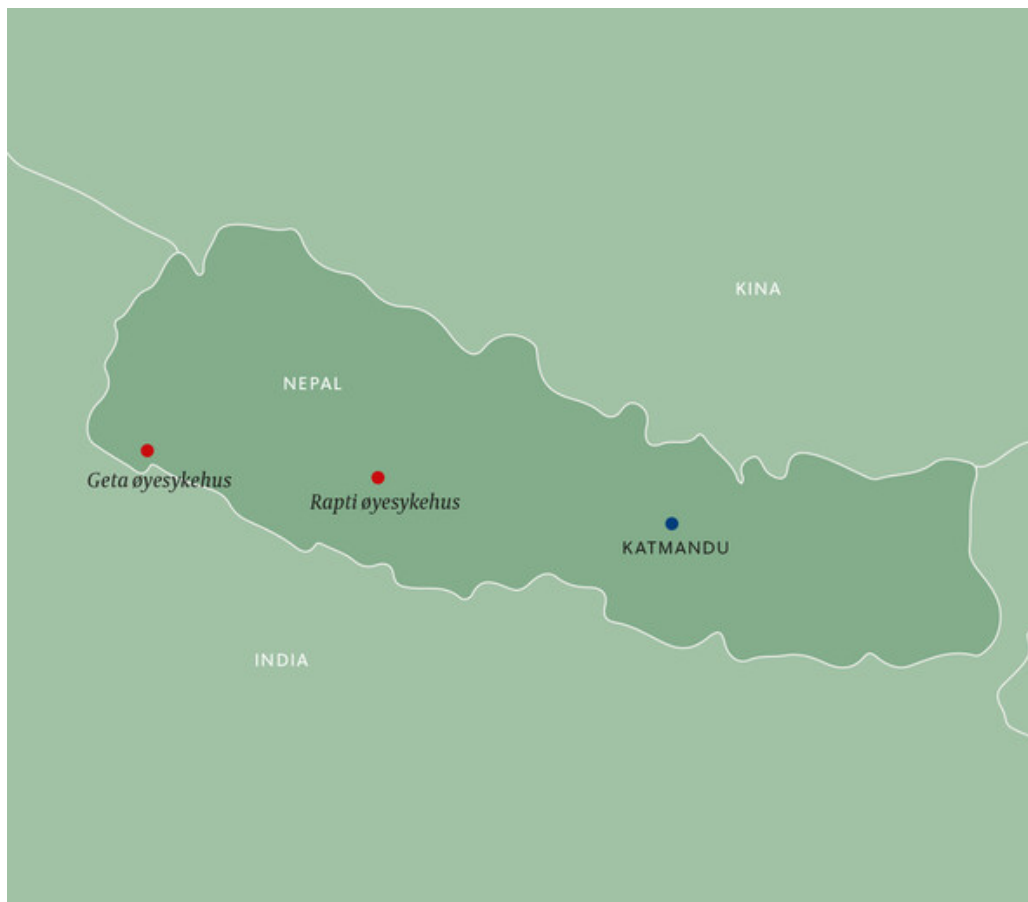 KINA
NEPAL
Geta øyesykehus
Rapti øyesykehus
KATMANDU
INDIA